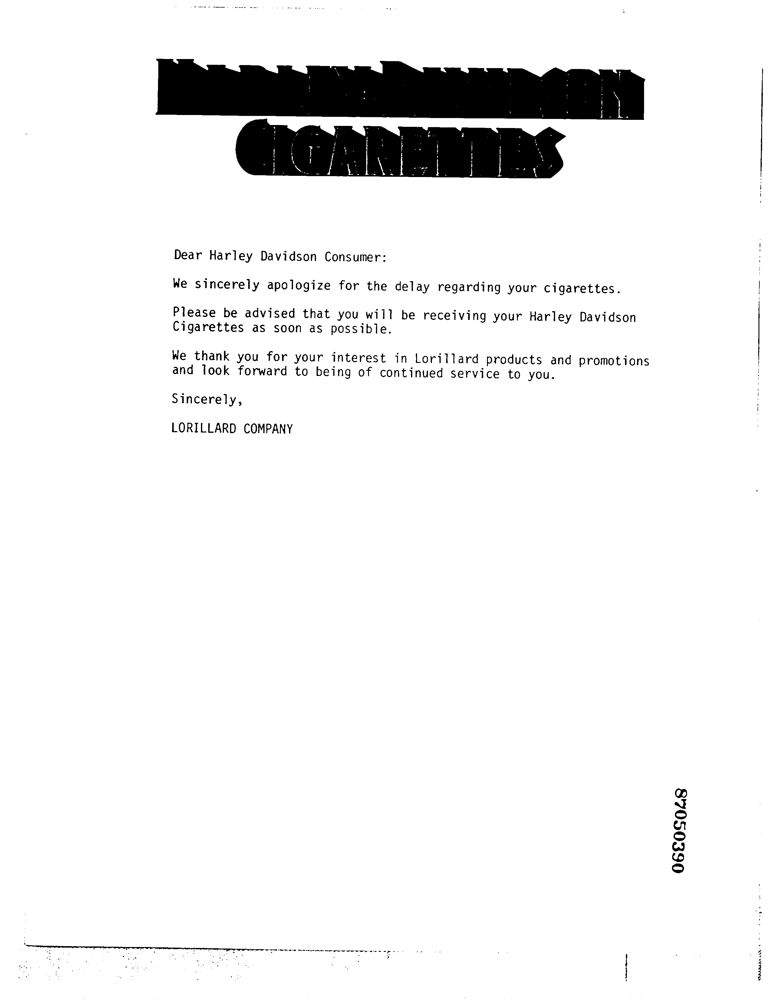 HARLEY DAVIDSON
CIGARETTES
Dear Harley Davidson Consumer:
We sincerely apologize for the delay regarding your cigarettes.
Please be advised that you will be receiving your Harley Davidson
Cigarettes as soon as possible.
We thank you for your interest in Lorillard products and promotions
and look forward to being of continued service to you.
Sincerely,
LORILLARD COMPANY
87050390